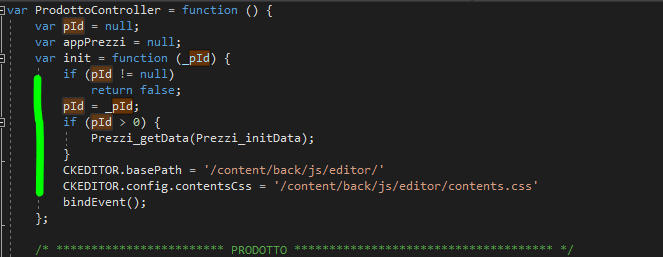 var ProdottoController = function () {
var pId = null;
var appPrezzi = null;
var init = function (_pId) {
if (pId != null)
return false;
pId = _pId;
if (pId > 0) {
Prezzi_getData(Prezzi_initData);
}
CKEDITOR.basePath = '/content/back/js/editor/'
CKEDITOR.config.contentsCss = '/content/back/js/editor/contents.css'
bindEvent();
};
/* ************************ PRODOTTO ************************************* */